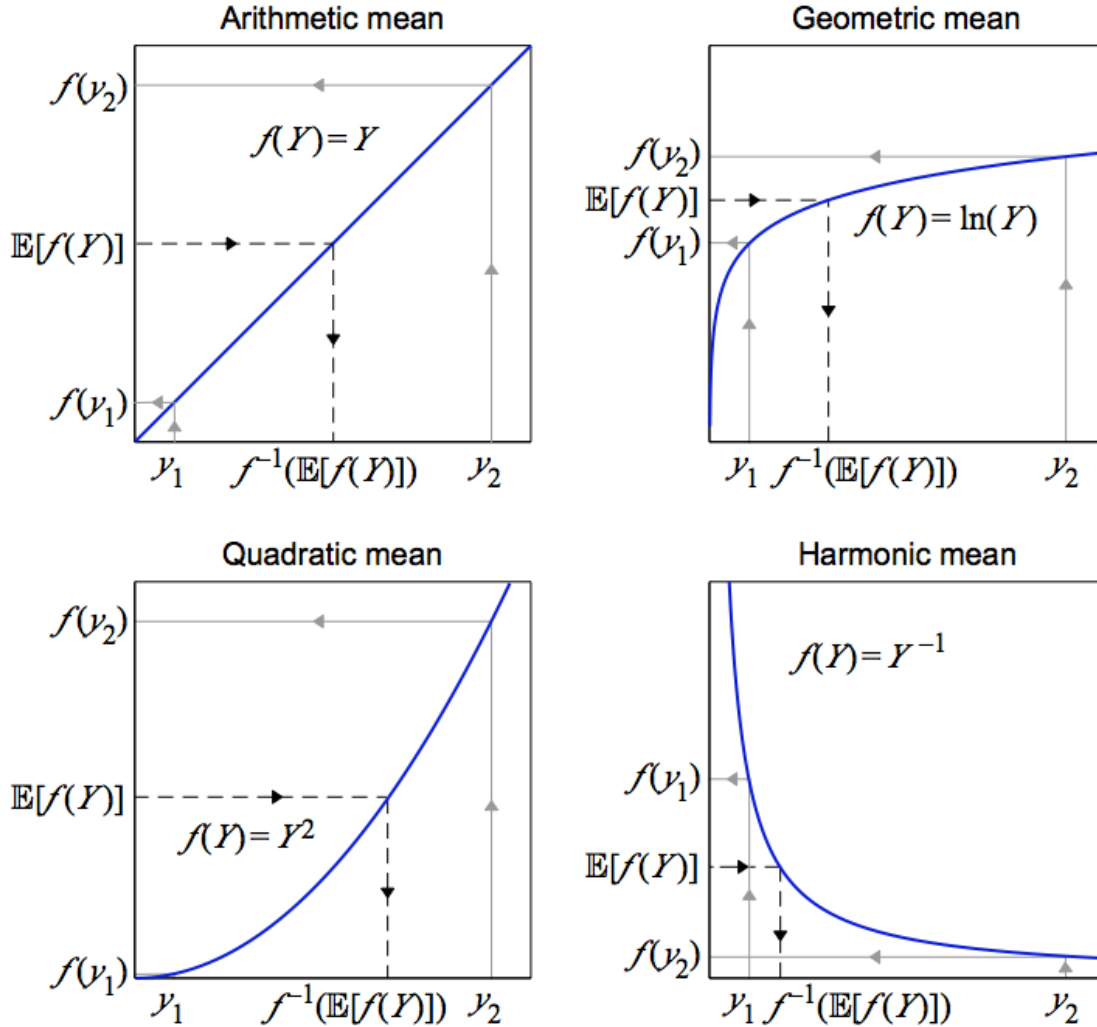 Arithmetic mean
f(y₂)
f(Y) = Y
𝔼[f(Y)]
f(y₁)
y₁ f⁻¹(𝔼[f(Y)]) y₂
Geometric mean
f(y₂)
𝔼[f(Y)]
f(Y) = ln(Y)
f(y₁)
y₁ f⁻¹(𝔼[f(Y)]) y₂
Quadratic mean
f(y₂)
𝔼[f(Y)]
f(Y) = Y²
f(y₁)
y₁ f⁻¹(𝔼[f(Y)]) y₂
Harmonic mean
f(Y) = Y⁻¹
f(y₁)
𝔼[f(Y)]
f(y₂)
y₁ f⁻¹(𝔼[f(Y)]) y₂